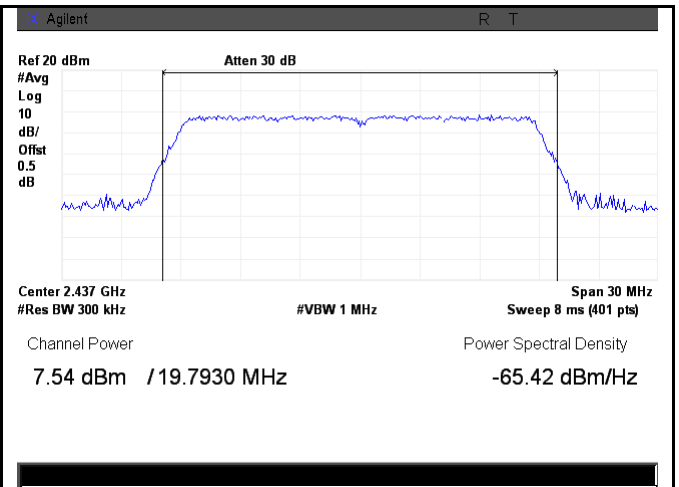 Agilent R T
Ref 20 dBm Atten 30 dB
#Avg
Log
10
dB/
Offst
0.5
dB
Center 2.437 GHz Span 30 MHz
#Res BW 300 kHz #VBW 1 MHz Sweep 8 ms (401 pts)
Channel Power Power Spectral Density
7.54 dBm / 19.7930 MHz -65.42 dBm/Hz